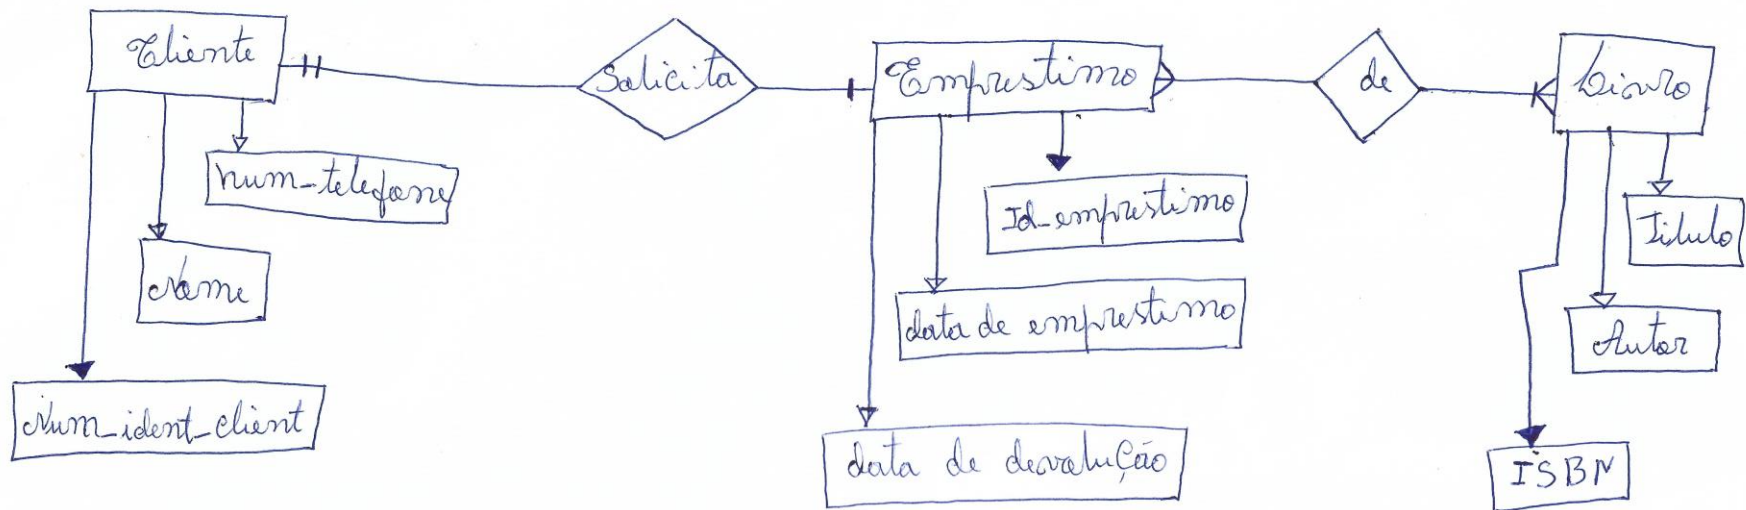 Cliente
Solicita
Emprestimo
de
Livro
num_telefone
Id_emprestimo
Titulo
Nome
data de emprestimo
Autor
Num_ident_client
data de devolução
ISBN